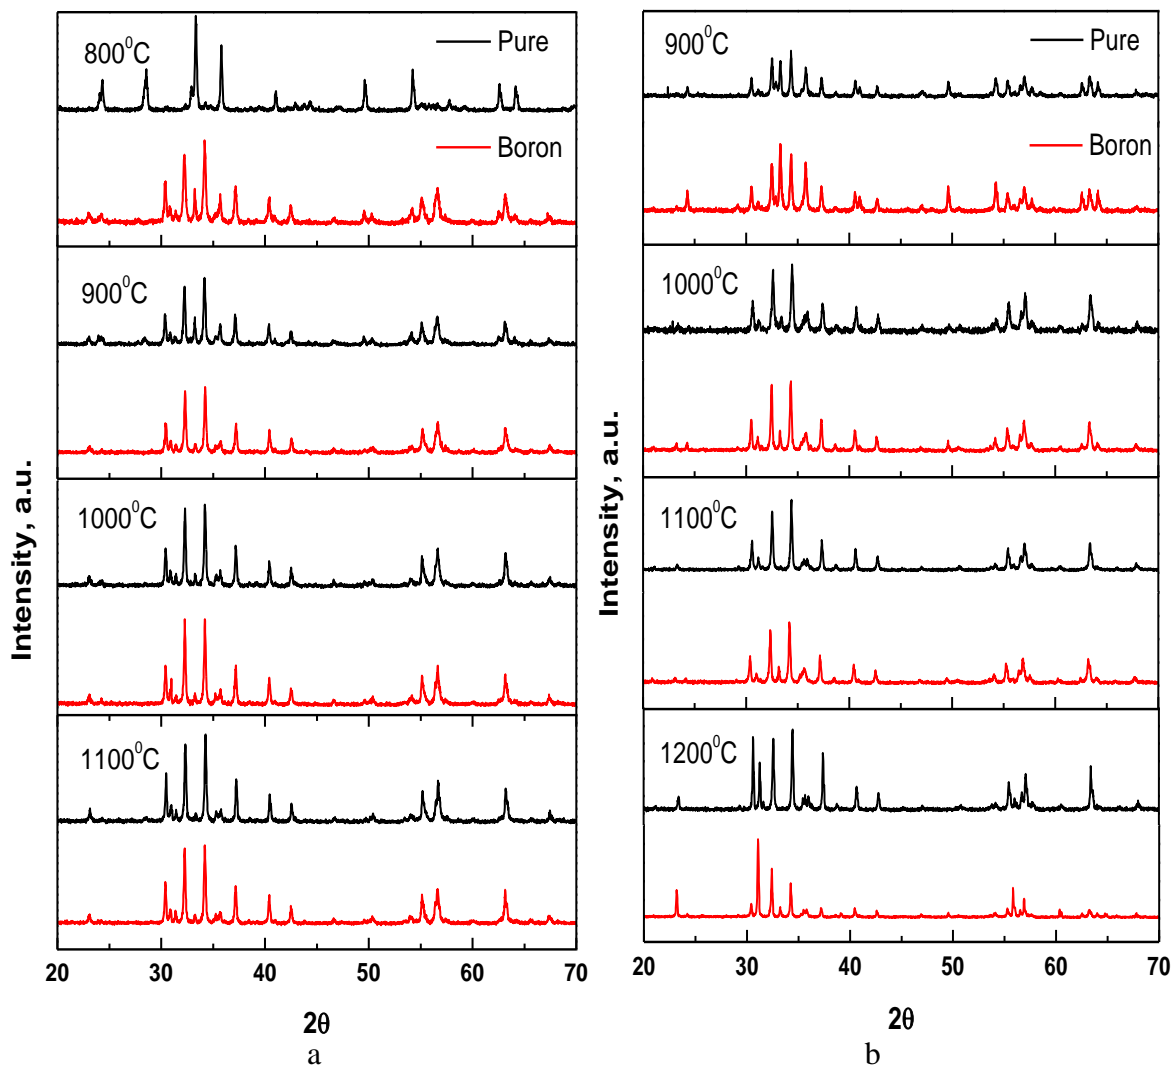 800⁰C
Pure
Boron
900⁰C
1000⁰C
1100⁰C
Intensity, a.u.
20 30 40 50 60 70
2θ
a
900⁰C
Pure
Boron
1000⁰C
1100⁰C
1200⁰C
Intensity, a.u.
20 30 40 50 60 70
2θ
b